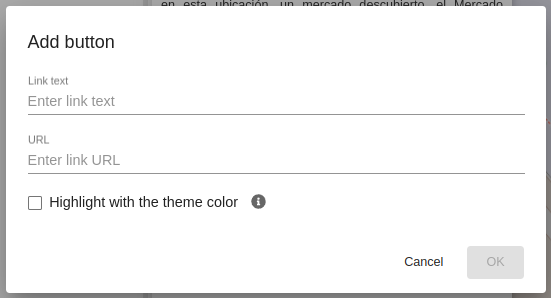 en esta ubicación, un mercado descubierto, el Mercado
Add button
Link text
Enter link text
URL
Enter link URL
Highlight with the theme color
Cancel
OK